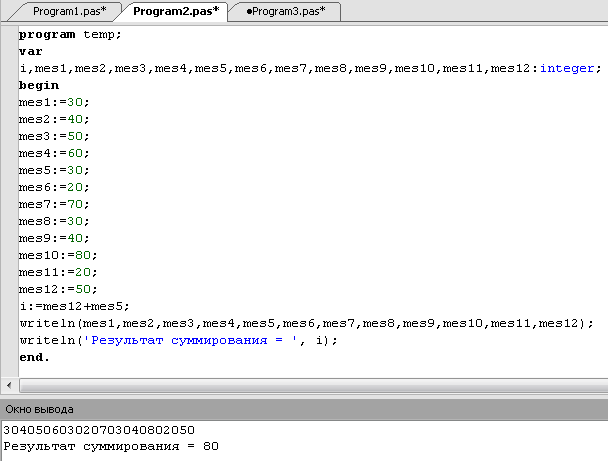 Program1.pas* Program2.pas* •Program3.pas*
program temp;
var
i,mes1,mes2,mes3,mes4,mes5,mes6,mes7,mes8,mes9,mes10,mes11,mes12:integer;
begin
mes1:=30;
mes2:=40;
mes3:=50;
mes4:=60;
mes5:=30;
mes6:=20;
mes7:=70;
mes8:=30;
mes9:=40;
mes10:=80;
mes11:=20;
mes12:=50;
i:=mes12+mes5;
writeln(mes1,mes2,mes3,mes4,mes5,mes6,mes7,mes8,mes9,mes10,mes11,mes12);
writeln('Результат суммирования = ', i);
end.
Окно вывода
304050603020703040802050
Результат суммирования = 80